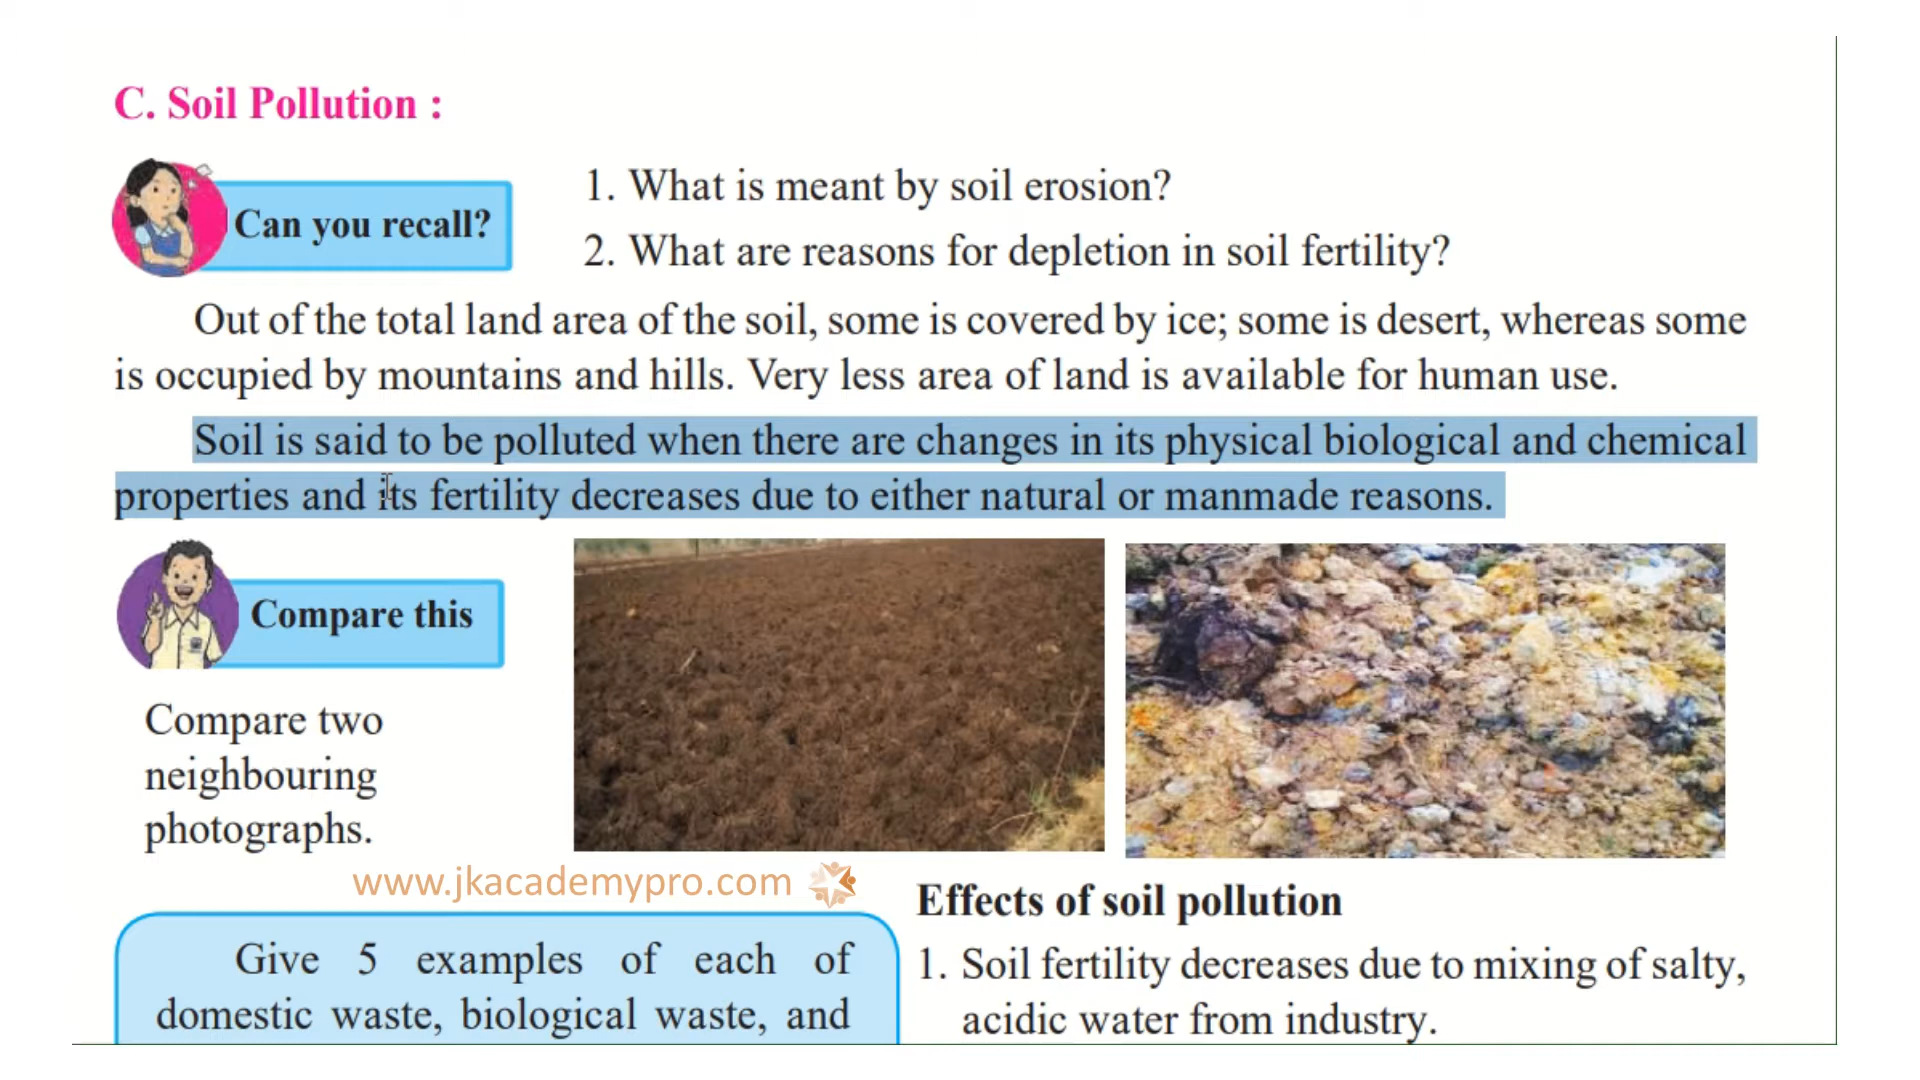 C. Soil Pollution :
Can you recall?
1. What is meant by soil erosion?
2. What are reasons for depletion in soil fertility?
Out of the total land area of the soil, some is covered by ice; some is desert, whereas some
is occupied by mountains and hills. Very less area of land is available for human use.
Soil is said to be polluted when there are changes in its physical biological and chemical
properties and its fertility decreases due to either natural or manmade reasons.
Compare this
Compare two
neighbouring
photographs.
www.jkacademypro.com
Give 5 examples of each of
domestic waste, biological waste, and
Effects of soil pollution
1. Soil fertility decreases due to mixing of salty,
acidic water from industry.